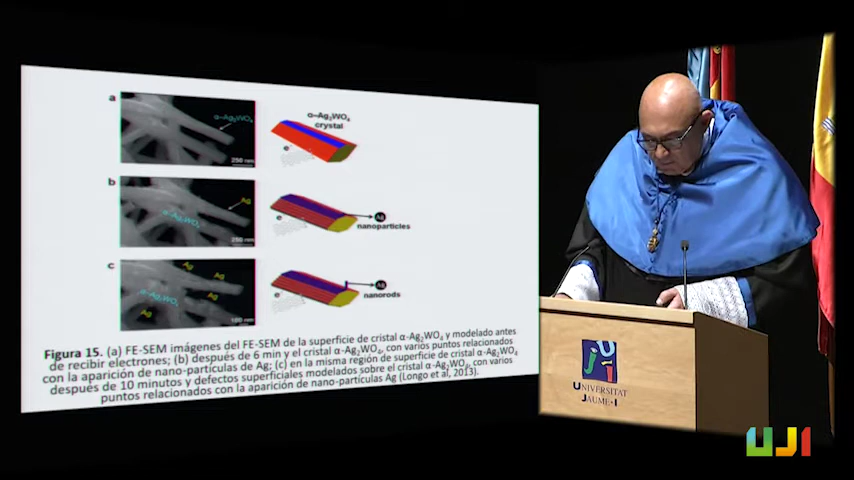 a
α-Ag2WO4
250 nm
α-Ag2WO4
crystal
e-
b
Ag
α-Ag2WO4
250 nm
Ag
nanoparticles
e-
c
Ag
Ag
α-Ag2WO4
Ag
Ag
100 nm
Ag
nanorods
e-
Figura 15. (a) FE-SEM imágenes del FE-SEM de la superficie de cristal α-Ag2WO4 y modelado antes
de recibir electrones; (b) después de 6 min y el cristal α-Ag2WO4, con varios puntos relacionados
con la aparición de nano-partículas de Ag; (c) en la misma región de superficie de cristal α-Ag2WO4
después de 10 minutos y defectos superficiales modelados sobre el cristal α-Ag2WO4, con varios
puntos relacionados con la aparición de nano-partículas Ag (Longo et al, 2013).
UJI
UNIVERSITAT
JAUME•I
UJI